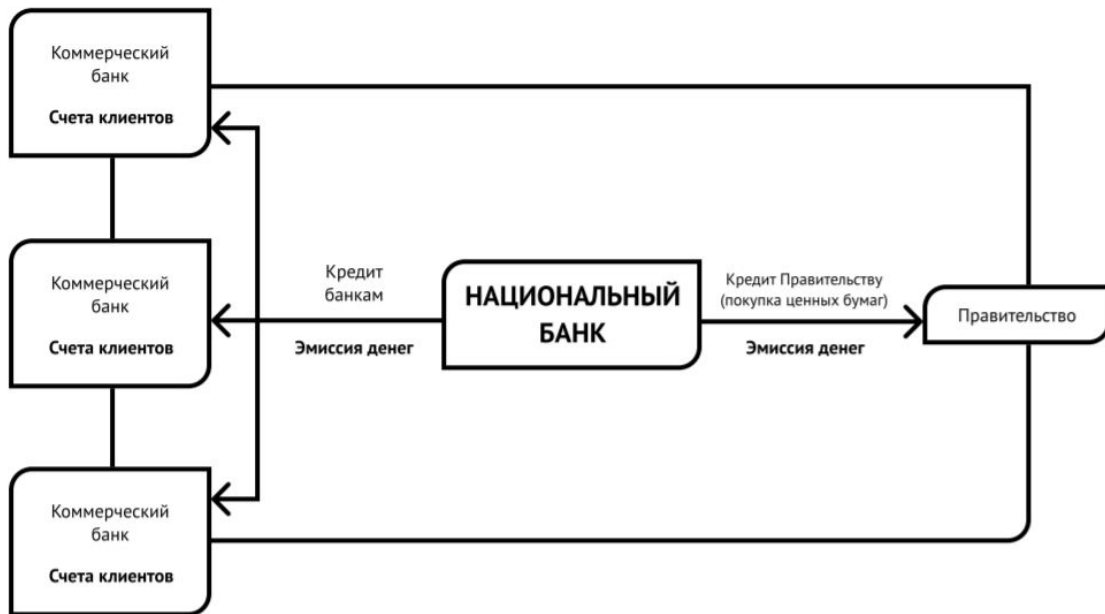 Коммерческий
банк
Счета клиентов
Коммерческий
банк
Счета клиентов
Кредит
банкам
Эмиссия денег
НАЦИОНАЛЬНЫЙ
БАНК
Кредит Правительству
(покупка ценных бумаг)
Эмиссия денег
Правительство
Коммерческий
банк
Счета клиентов